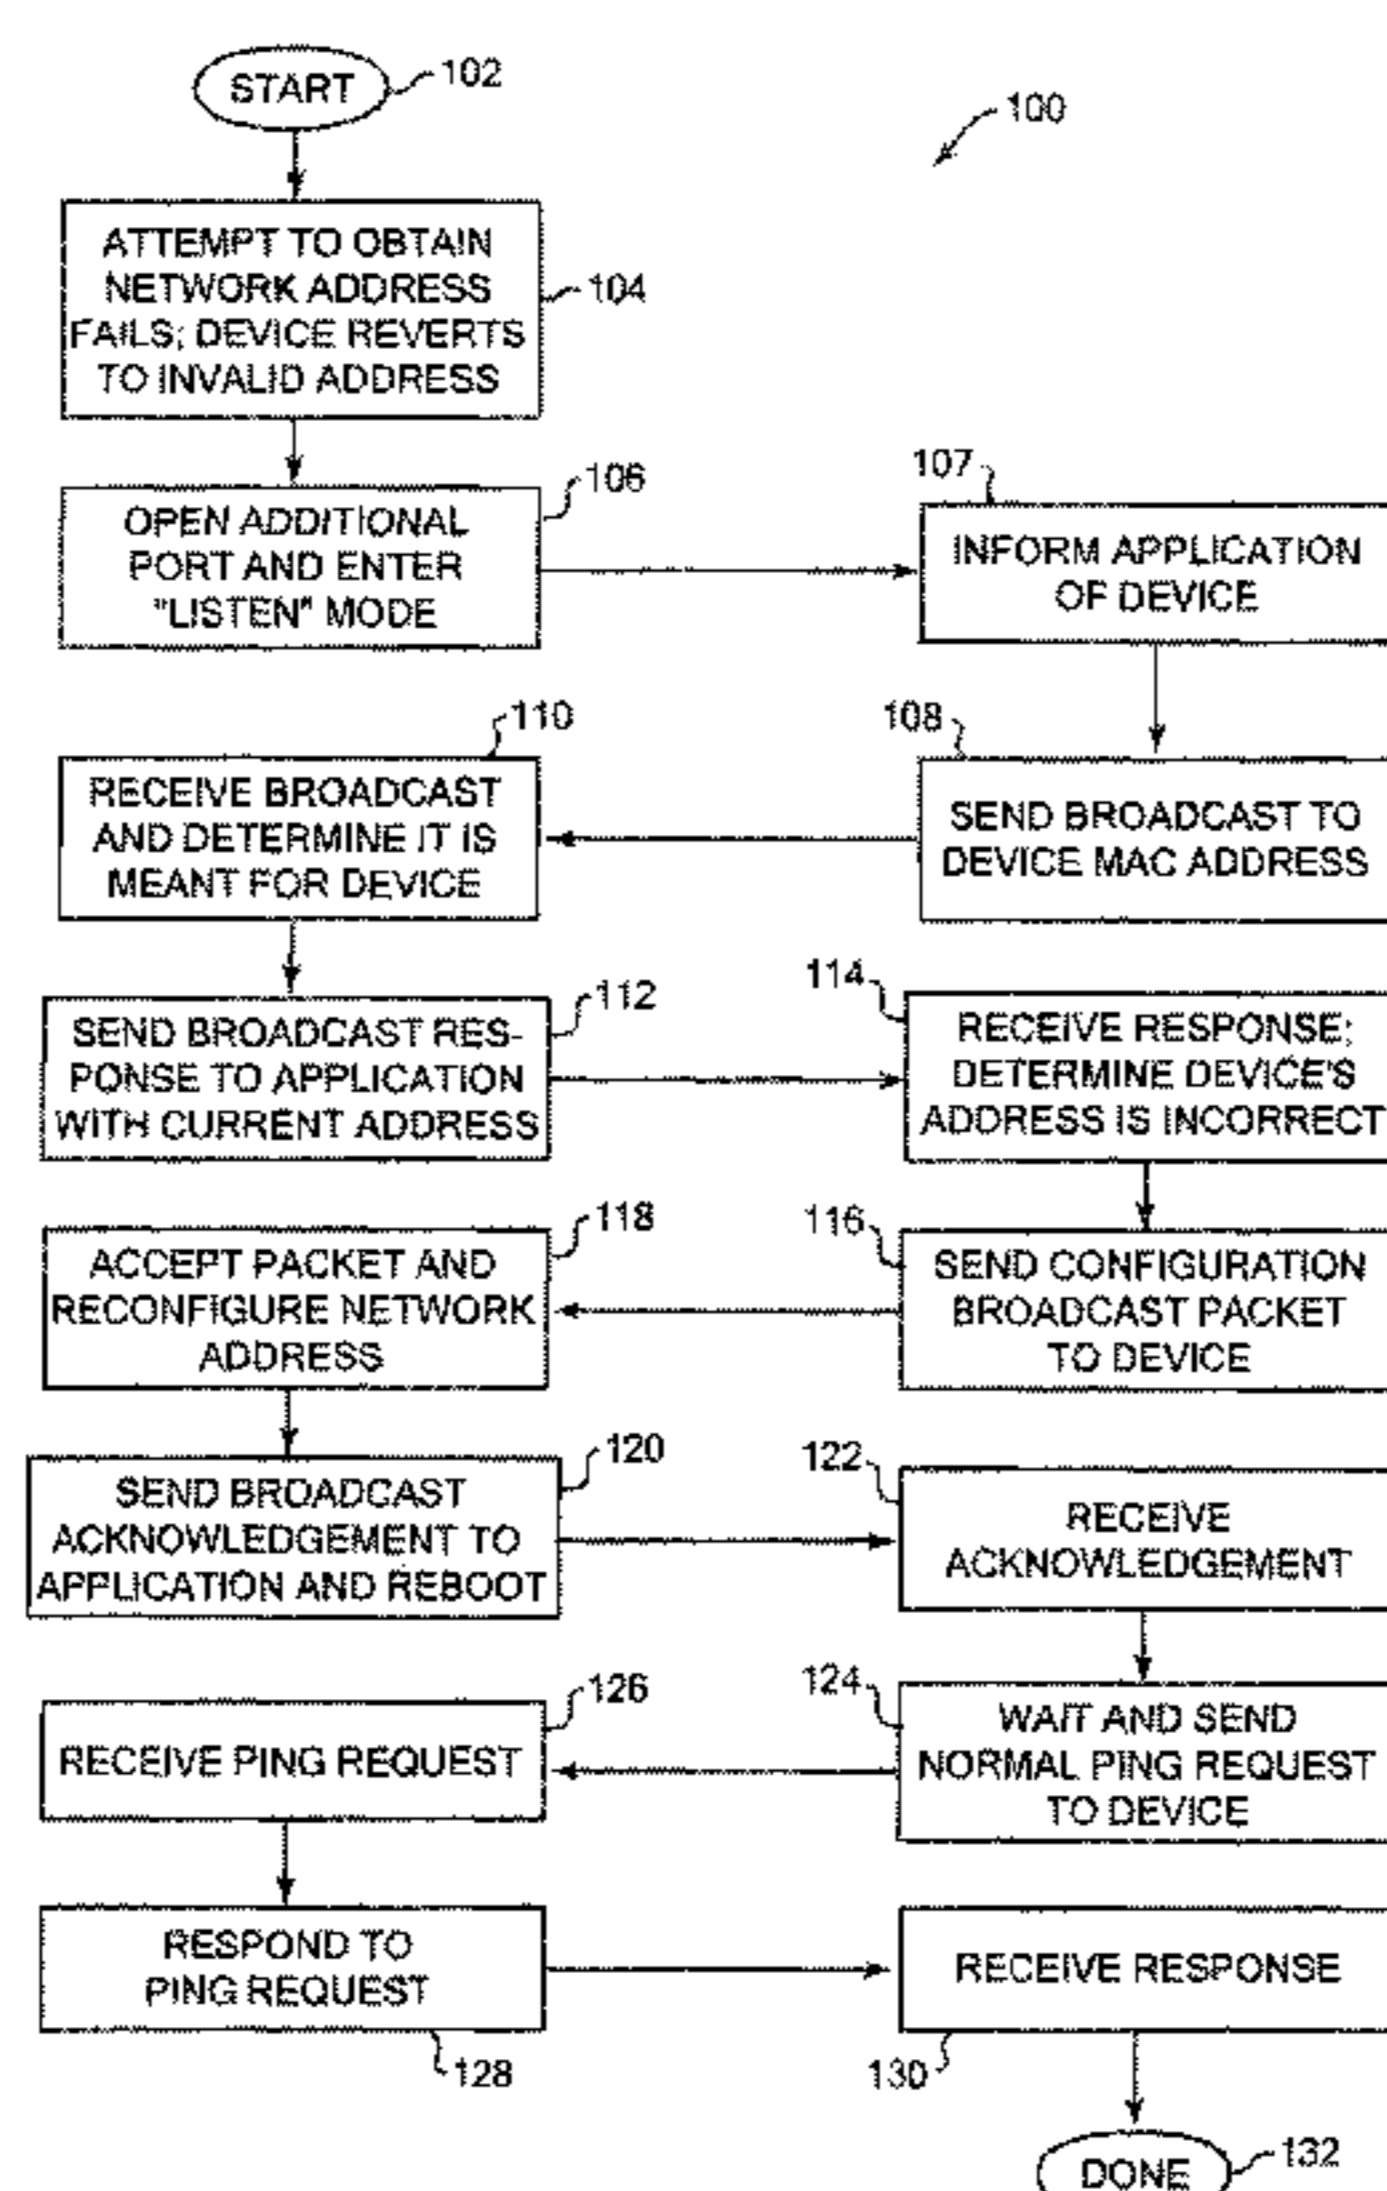 START
102
100
ATTEMPT TO OBTAIN
NETWORK ADDRESS
FAILS; DEVICE REVERTS
TO INVALID ADDRESS
104
OPEN ADDITIONAL
PORT AND ENTER
"LISTEN" MODE
106
107
INFORM APPLICATION
OF DEVICE
110
RECEIVE BROADCAST
AND DETERMINE IT IS
MEANT FOR DEVICE
108
SEND BROADCAST TO
DEVICE MAC ADDRESS
112
SEND BROADCAST RES-
PONSE TO APPLICATION
WITH CURRENT ADDRESS
114
RECEIVE RESPONSE;
DETERMINE DEVICE'S
ADDRESS IS INCORRECT
118
ACCEPT PACKET AND
RECONFIGURE NETWORK
ADDRESS
116
SEND CONFIGURATION
BROADCAST PACKET
TO DEVICE
120
SEND BROADCAST
ACKNOWLEDGEMENT TO
APPLICATION AND REBOOT
122
RECEIVE
ACKNOWLEDGEMENT
126
RECEIVE PING REQUEST
124
WAIT AND SEND
NORMAL PING REQUEST
TO DEVICE
RESPOND TO
PING REQUEST
128
RECEIVE RESPONSE
130
DONE
132